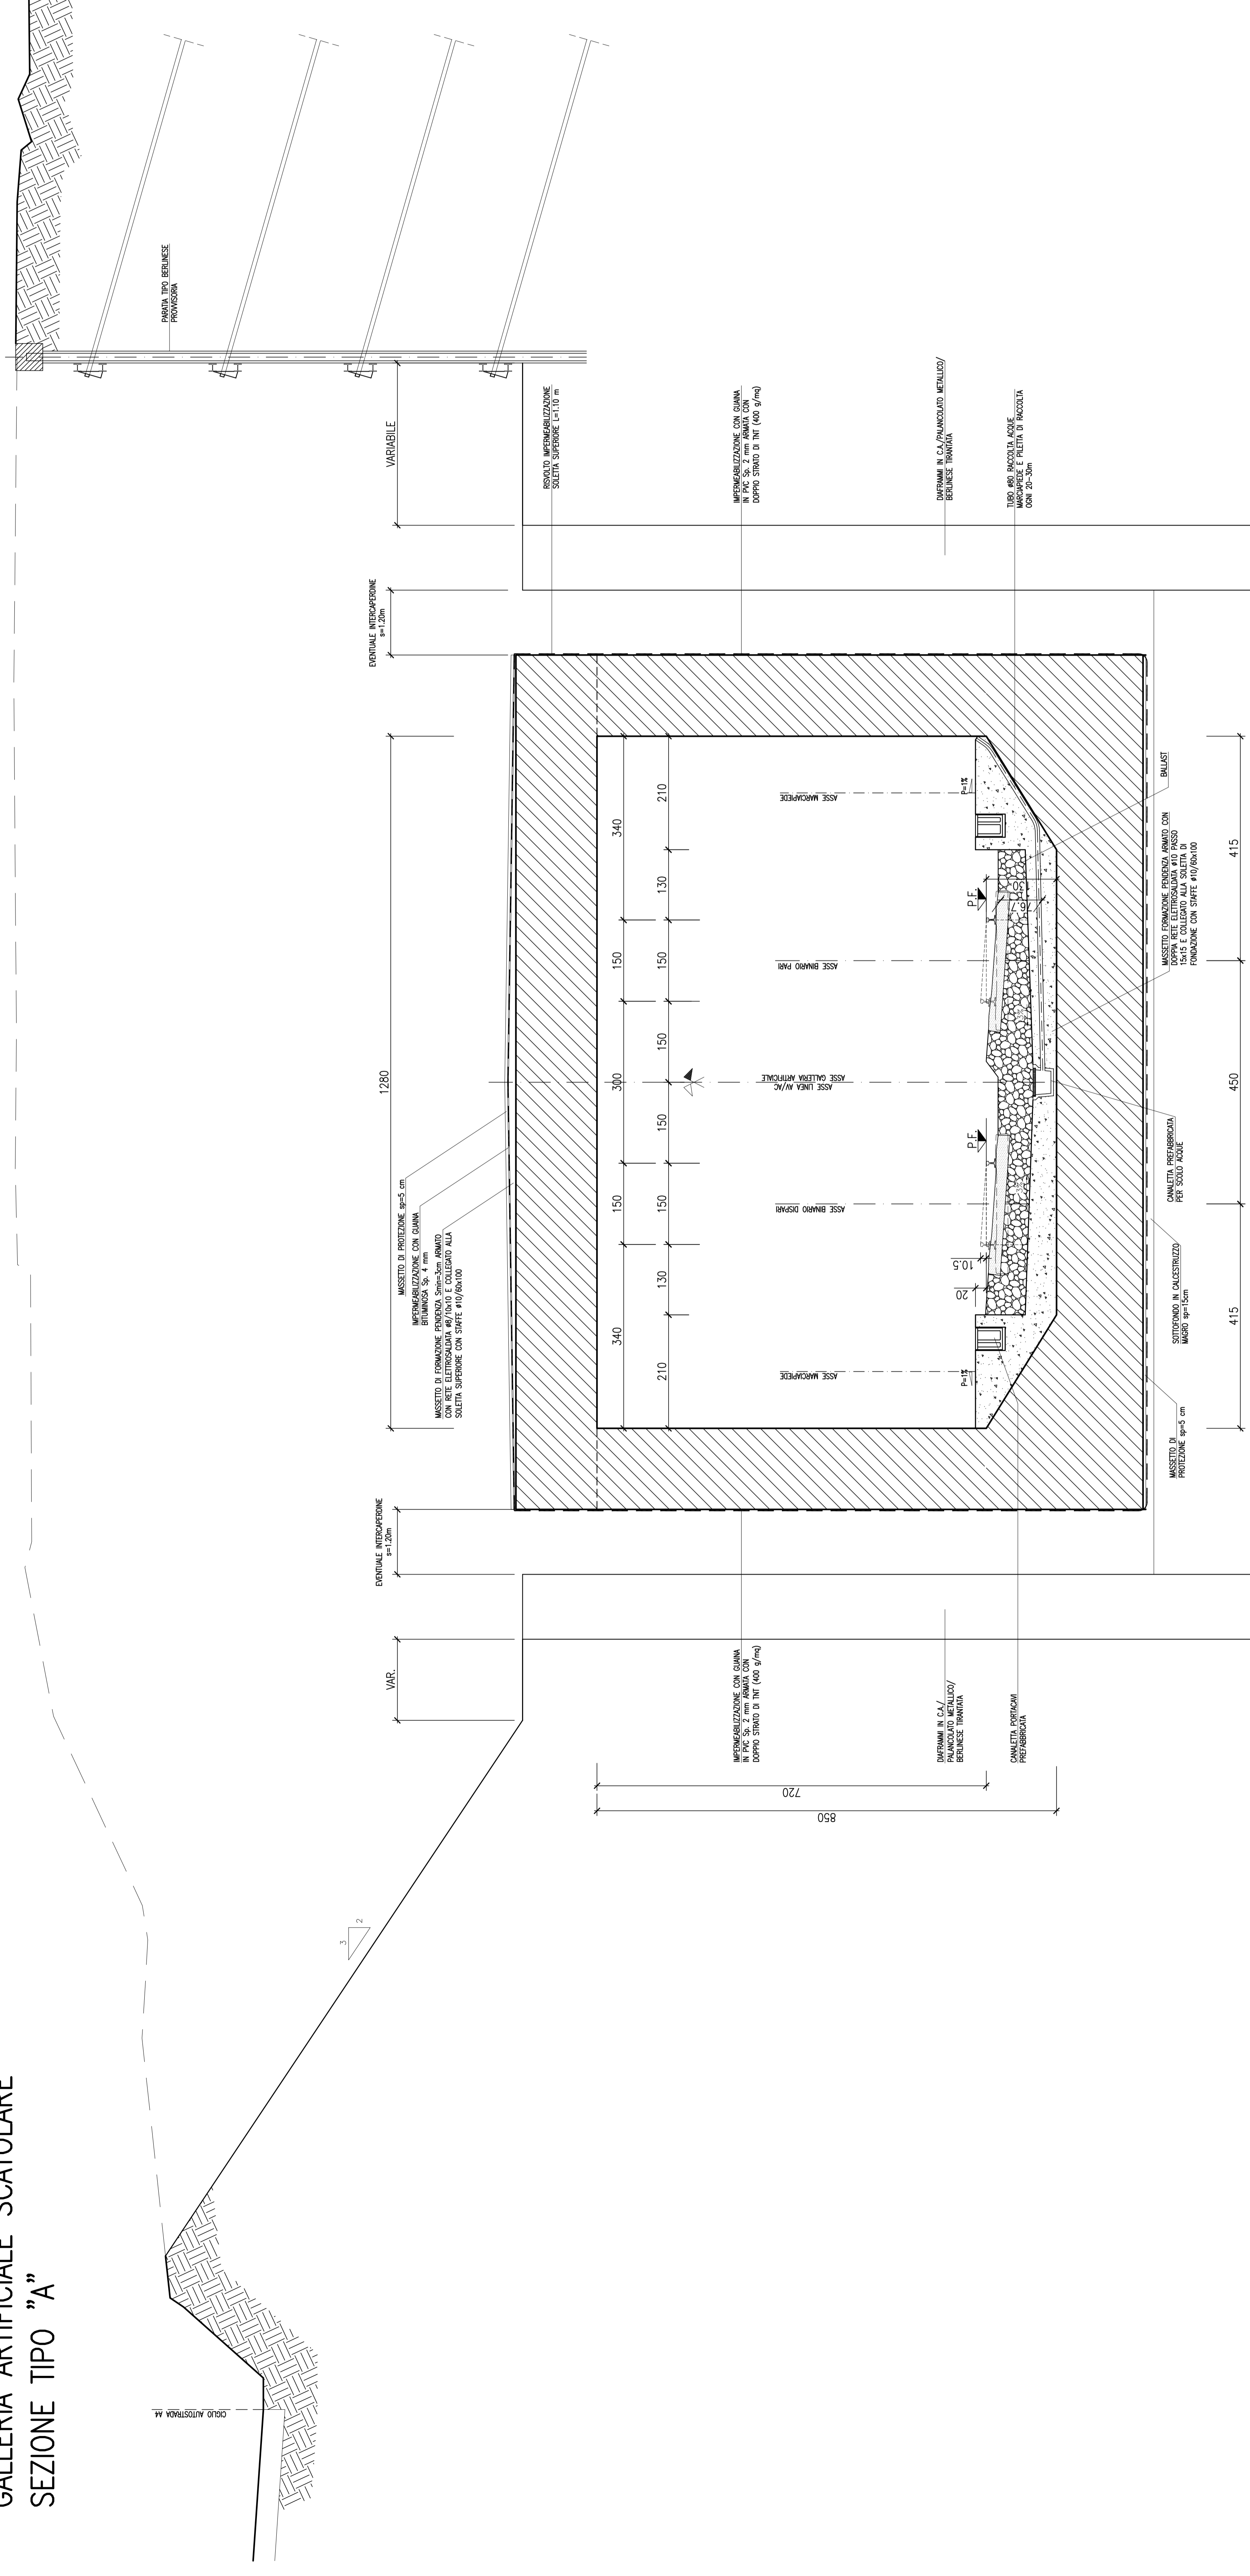 GALLERIA ARTIFICIALE SCATOLARE
SEZIONE TIPO "A"
CIGLIO AUTOSTRADA A4
3
2
PARATIA TIPO BERLINESE
PROVVISORIA
VAR.
EVENTUALE INTERCAPERDINE
s=1.20m
1280
EVENTUALE INTERCAPERDINE
s=1.20m
VARIABILE
MASSETTO DI PROTEZIONE sp=5 cm
IMPERMEABILIZZAZIONE CON GUAINA
BITUMINOSA Sp. 4 mm
MASSETTO DI FORMAZIONE PENDENZA Smin=3cm ARMATO
CON RETE ELETTROSALDATA ø8/10x10 E COLLEGATO ALLA
SOLETTA SUPERIORE CON STAFFE ø10/60x100
RISVOLTO IMPERMEABILIZZAZIONE
SOLETTA SUPERIORE L=1.10 m
340
150
300
150
340
210
130
150
150
150
150
130
210
IMPERMEABILIZZAZIONE CON GUAINA
IN PVC Sp. 2 mm ARMATA CON
DOPPIO STRATO DI TNT (400 g/mq)
IMPERMEABILIZZAZIONE CON GUAINA
IN PVC Sp. 2 mm ARMATA CON
DOPPIO STRATO DI TNT (400 g/mq)
720
850
ASSE MARCIAPIEDE
ASSE BINARIO DISPARI
ASSE LINEA AV/AC
ASSE GALLERIA ARTIFICIALE
ASSE BINARIO PARI
ASSE MARCIAPIEDE
DIAFRAMMI IN C.A./
PALANCOLATO METALLICO/
BERLINESE TIRANTATA
DIAFRAMMI IN C.A./PALANCOLATO METALLICO/
BERLINESE TIRANTATA
P=1%
20
10.5
P.F.
P.F.
76.7
130
P=1%
CANALETTA PORTACAVI
PREFABBRICATA
TUBO ø80 RACCOLTA ACQUE
MARCIAPIEDE E PILETTA DI RACCOLTA
OGNI 20-30m
MASSETTO DI
PROTEZIONE sp=5 cm
SOTTOFONDO IN CALCESTRUZZO
MAGRO sp=15cm
CANALETTA PREFABBRICATA
PER SCOLO ACQUE
MASSETTO FORMAZIONE PENDENZA ARMATO CON
DOPPIA RETE ELETTROSALDATA ø10 PASSO
15x15 E COLLEGATO ALLA SOLETTA DI
FONDAZIONE CON STAFFE ø10/60x100
BALLAST
415
450
415